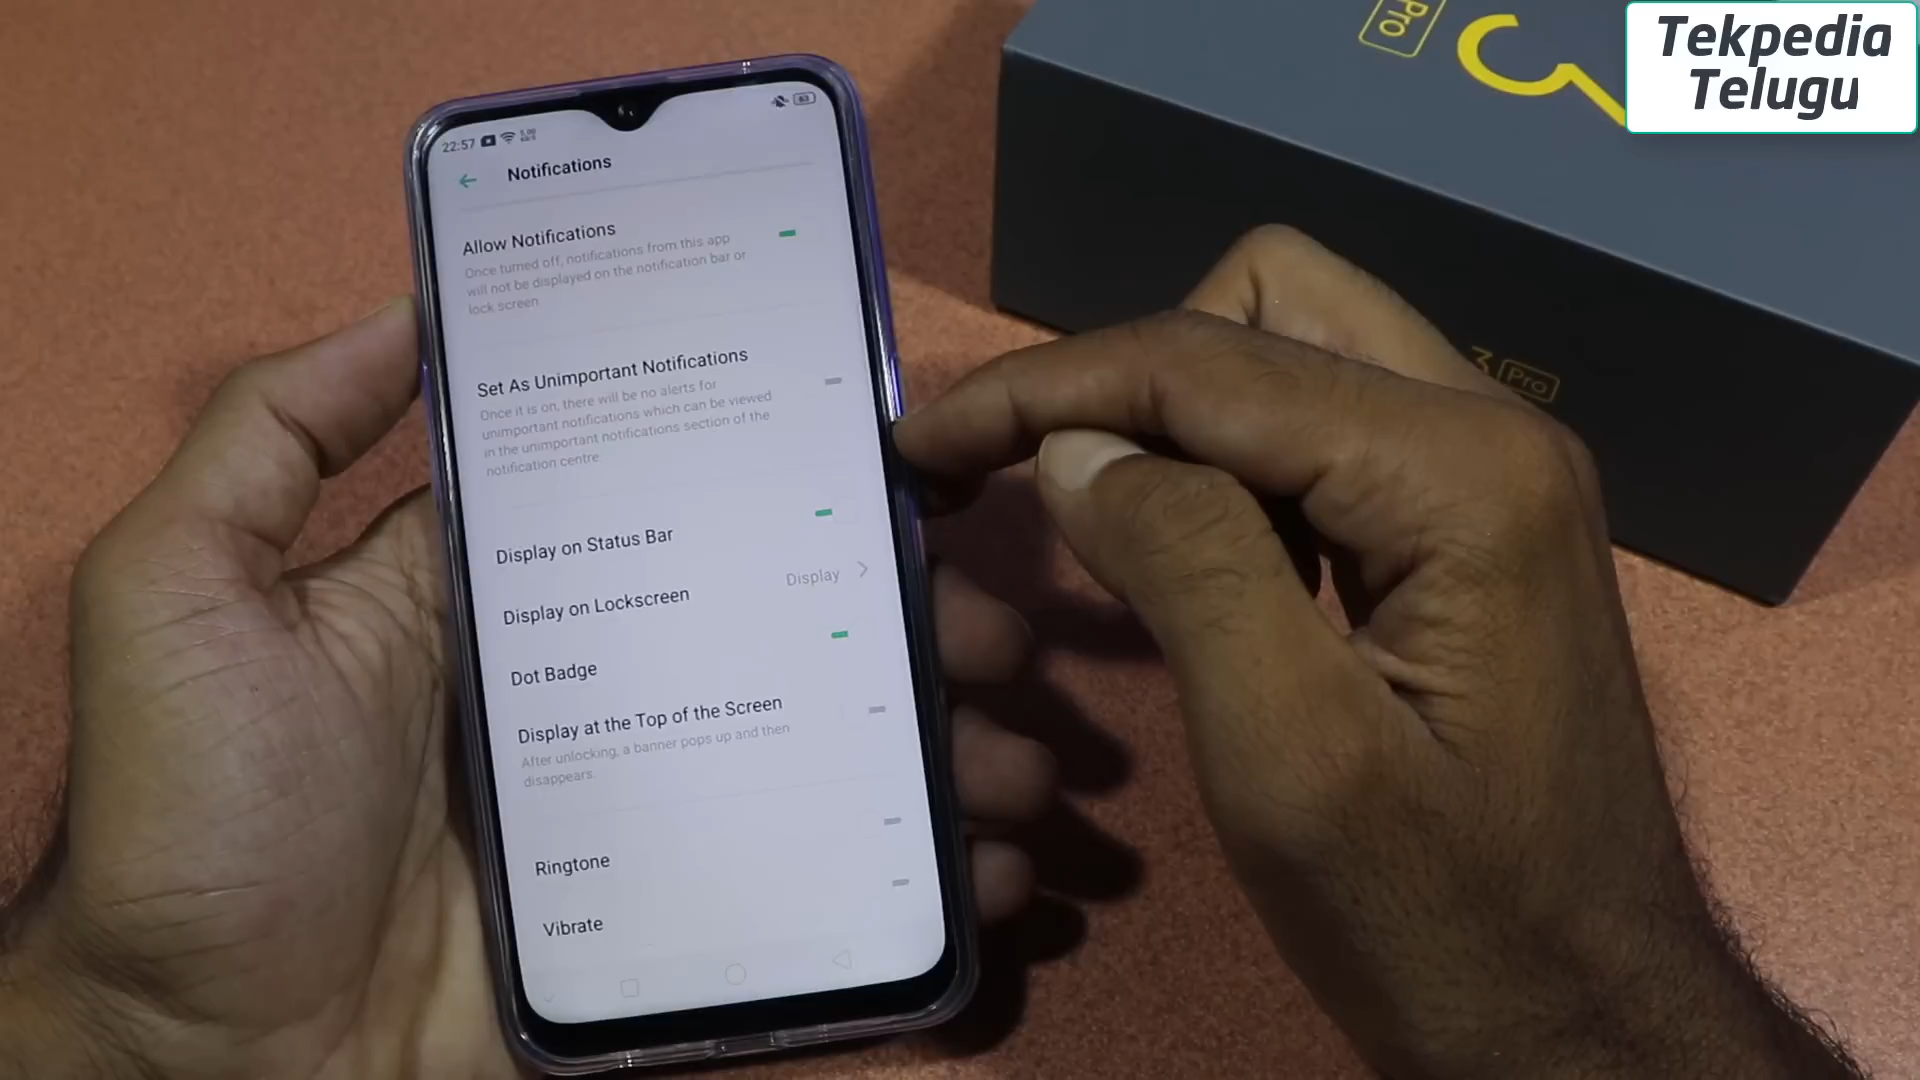 Tekpedia
Telugu
Pro
3
3 Pro
22:57
63
Notifications
Allow Notifications
Once turned off, notifications from this app
will not be displayed on the notification bar or
lock screen
Set As Unimportant Notifications
Once it is on, there will be no alerts for
unimportant notifications which can be viewed
in the unimportant notifications section of the
notification centre
Display on Status Bar
Display on Lockscreen Display
Dot Badge
Display at the Top of the Screen
After unlocking, a banner pops up and then
disappears.
Ringtone
Vibrate